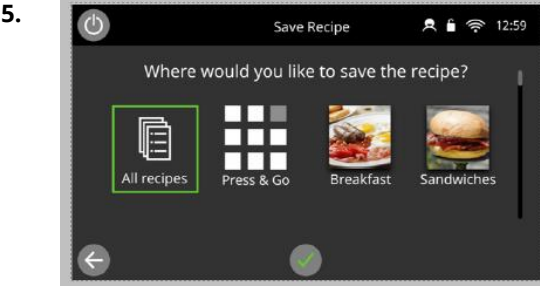 5.
Save Recipe 12:59
Where would you like to save the recipe?
All recipes Press & Go Breakfast Sandwiches